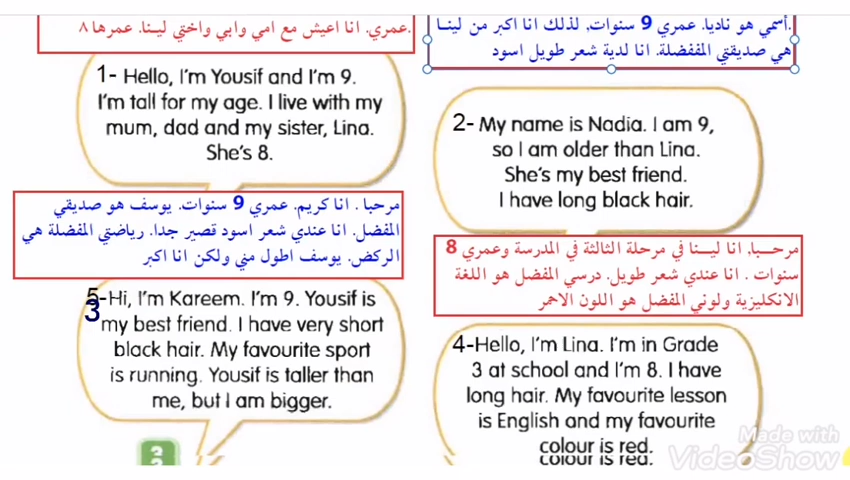 عمري. انا اعيش مع امي وابي واختي لينا. عمرها ٨.
أسمي هو ناديا. عمري 9 سنوات, لذلك انا اكبر من لينا.
هي صديقتي المففضلة. انا لدية شعر طويل اسود
1- Hello, I'm Yousif and I'm 9.
I'm tall for my age. I live with my
mum, dad and my sister, Lina.
She's 8.
2- My name is Nadia. I am 9,
so I am older than Lina.
She's my best friend.
I have long black hair.
مرحبا . انا كريم. عمري 9 سنوات. يوسف هو صديقي
المفضل. انا عندي شعر اسود قصير جدا. رياضتي المفضلة هي
الركض. يوسف اطول مني ولكن انا اكبر
مرحبا, انا لينا في مرحلة الثالثة في المدرسة وعمري 8
سنوات . انا عندي شعر طويل. درسي المفضل هو اللغة
الانكليزية ولوني المفضل هو اللون الاحمر
5-Hi, I'm Kareem. I'm 9. Yousif is
3
my best friend. I have very short
black hair. My favourite sport
is running. Yousif is taller than
me, but I am bigger.
4-Hello, I'm Lina. I'm in Grade
3 at school and I'm 8. I have
long hair. My favourite lesson
is English and my favourite
colour is red.
colour is red.
Made with
VideoShow